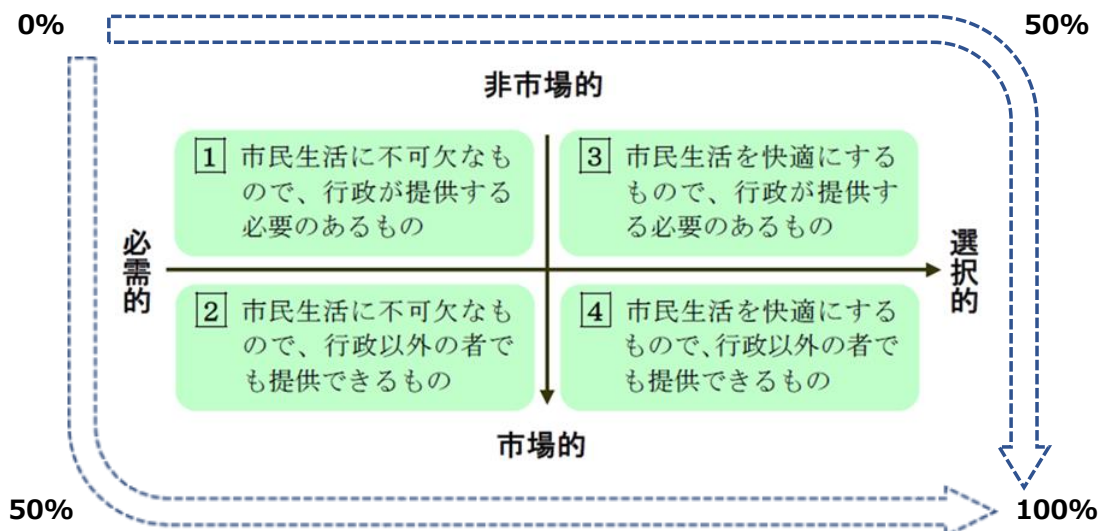 0%
50%
非市場的
1 市民生活に不可欠なも
ので、行政が提供する
必要のあるもの
3 市民生活を快適にする
もので、行政が提供す
る必要のあるもの
必需的
選択的
2 市民生活に不可欠なも
ので、行政以外の者で
も提供できるもの
4 市民生活を快適にする
もので、行政以外の者で
も提供できるもの
市場的
50%
100%